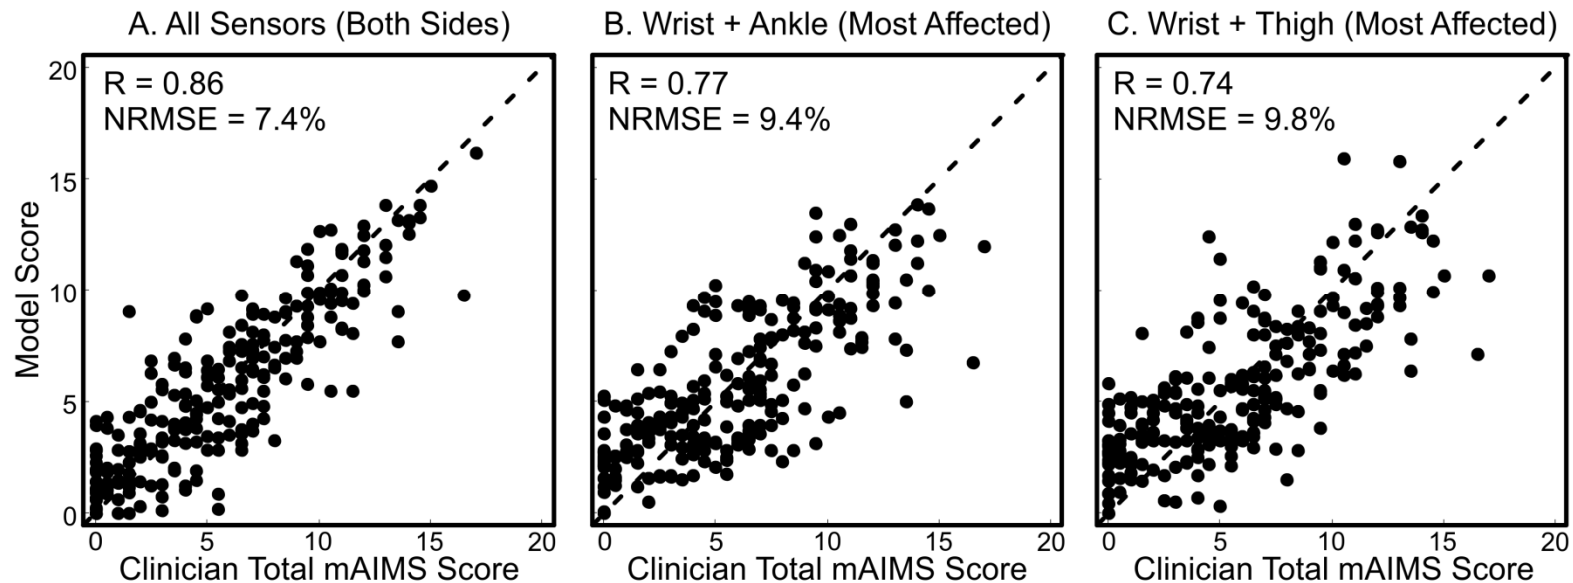 A. All Sensors (Both Sides)
R = 0.86
NRMSE = 7.4%
Model Score
20
15
10
5
0
0 5 10 15 20
Clinician Total mAIMS Score
B. Wrist + Ankle (Most Affected)
R = 0.77
NRMSE = 9.4%
0 5 10 15 20
Clinician Total mAIMS Score
C. Wrist + Thigh (Most Affected)
R = 0.74
NRMSE = 9.8%
0 5 10 15 20
Clinician Total mAIMS Score